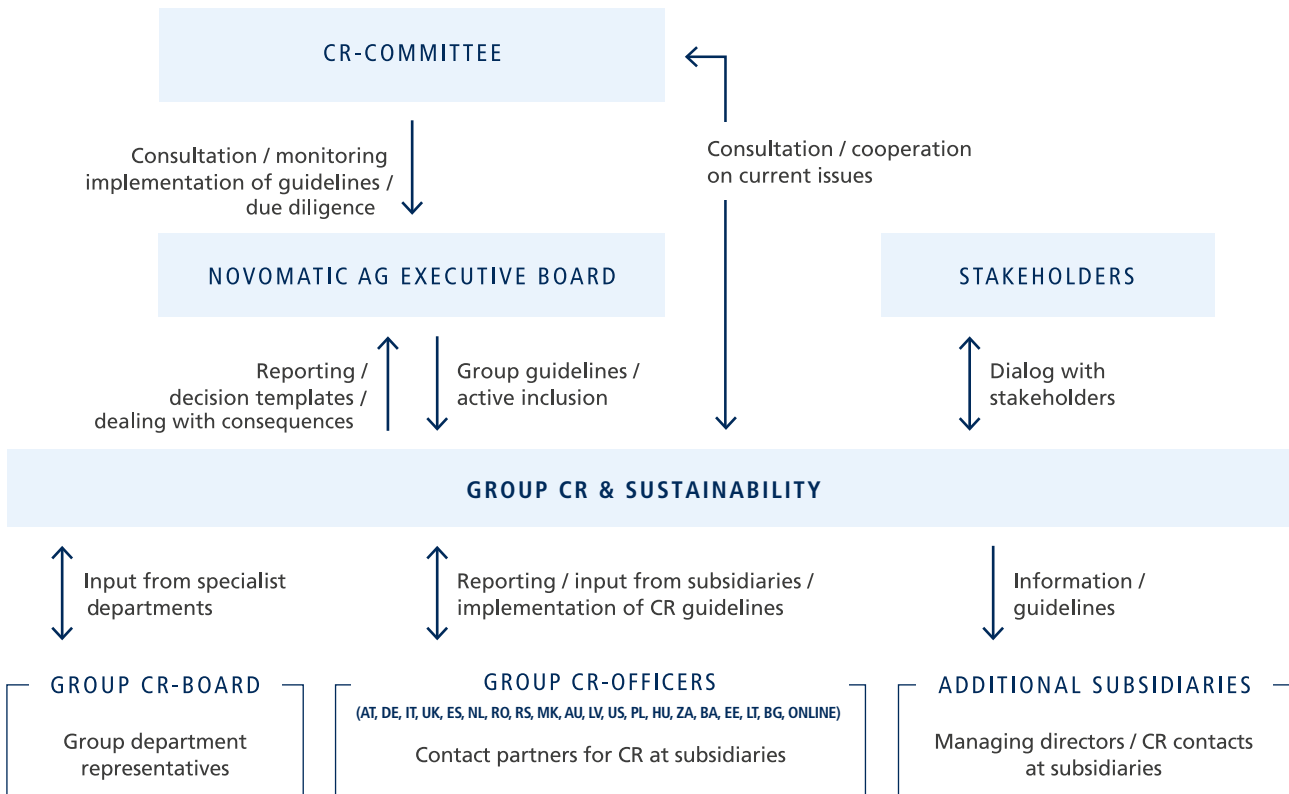 CR-COMMITTEE
Consultation / monitoring
implementation of guidelines /
due diligence
Consultation / cooperation
on current issues
NOVOMATIC AG EXECUTIVE BOARD
STAKEHOLDERS
Reporting /
decision templates /
dealing with consequences
Group guidelines /
active inclusion
Dialog with
stakeholders
GROUP CR & SUSTAINABILITY
Input from specialist
departments
Reporting / input from subsidiaries /
implementation of CR guidelines
Information /
guidelines
GROUP CR-BOARD
Group department
representatives
GROUP CR-OFFICERS
(AT, DE, IT, UK, ES, NL, RO, RS, MK, AU, LV, US, PL, HU, ZA, BA, EE, LT, BG, ONLINE)
Contact partners for CR at subsidiaries
ADDITIONAL SUBSIDIARIES
Managing directors / CR contacts
at subsidiaries